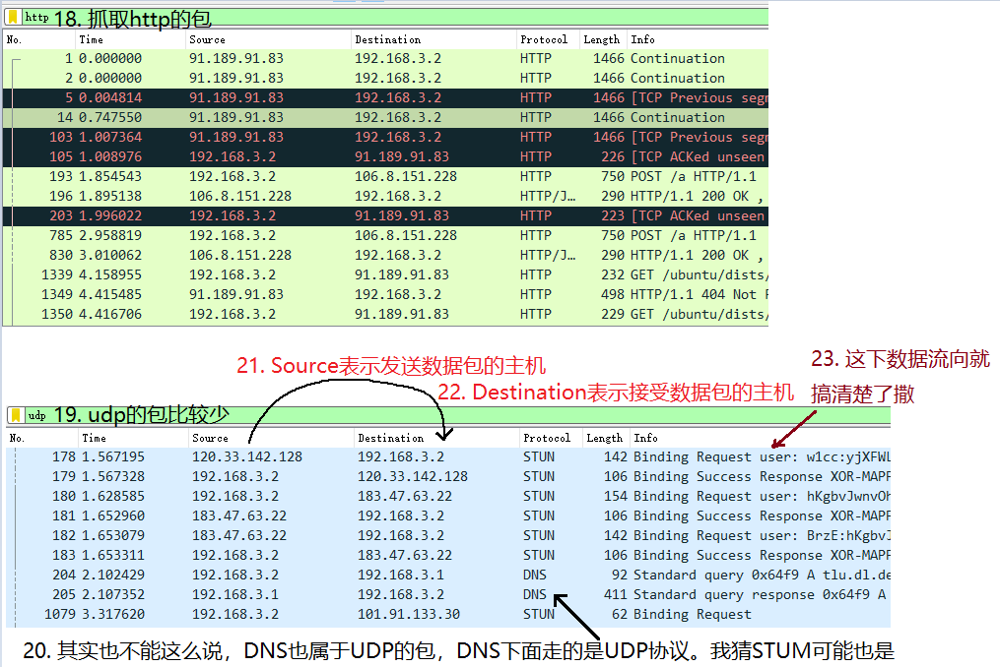 http 18. 抓取http的包
No. Time Source Destination Protocol Length Info
1 0.000000 91.189.91.83 192.168.3.2 HTTP 1466 Continuation
2 0.000000 91.189.91.83 192.168.3.2 HTTP 1466 Continuation
5 0.004814 91.189.91.83 192.168.3.2 HTTP 1466 [TCP Previous segm
14 0.747550 91.189.91.83 192.168.3.2 HTTP 1466 Continuation
103 1.007364 91.189.91.83 192.168.3.2 HTTP 1466 [TCP Previous segm
105 1.008976 192.168.3.2 91.189.91.83 HTTP 226 [TCP ACKed unseen
193 1.854543 192.168.3.2 106.8.151.228 HTTP 750 POST /a HTTP/1.1
196 1.895138 106.8.151.228 192.168.3.2 HTTP/J… 290 HTTP/1.1 200 OK ,
203 1.996022 192.168.3.2 91.189.91.83 HTTP 223 [TCP ACKed unseen
785 2.958819 192.168.3.2 106.8.151.228 HTTP 750 POST /a HTTP/1.1
830 3.010062 106.8.151.228 192.168.3.2 HTTP/J… 290 HTTP/1.1 200 OK ,
1339 4.158955 192.168.3.2 91.189.91.83 HTTP 232 GET /ubuntu/dists/
1349 4.415485 91.189.91.83 192.168.3.2 HTTP 498 HTTP/1.1 404 Not F
1350 4.416706 192.168.3.2 91.189.91.83 HTTP 229 GET /ubuntu/dists/
21. Source表示发送数据包的主机
22. Destination表示接受数据包的主机
23. 这下数据流向就
搞清楚了撒
udp 19. udp的包比较少
No. Time Source Destination Protocol Length Info
178 1.567195 120.33.142.128 192.168.3.2 STUN 142 Binding Request user: w1cc:yjXFWL
179 1.567328 192.168.3.2 120.33.142.128 STUN 106 Binding Success Response XOR-MAPP
180 1.628585 192.168.3.2 183.47.63.22 STUN 154 Binding Request user: hKgbvJwnvOh
181 1.652960 183.47.63.22 192.168.3.2 STUN 106 Binding Success Response XOR-MAPP
182 1.653079 183.47.63.22 192.168.3.2 STUN 142 Binding Request user: BrzE:hKgbvJ
183 1.653311 192.168.3.2 183.47.63.22 STUN 106 Binding Success Response XOR-MAPP
204 2.102429 192.168.3.2 192.168.3.1 DNS 92 Standard query 0x64f9 A tlu.dl.de
205 2.107352 192.168.3.1 192.168.3.2 DNS 411 Standard query response 0x64f9 A
1079 3.317620 192.168.3.2 101.91.133.30 STUN 62 Binding Request
20. 其实也不能这么说，DNS也属于UDP的包，DNS下面走的是UDP协议。我猜STUM可能也是